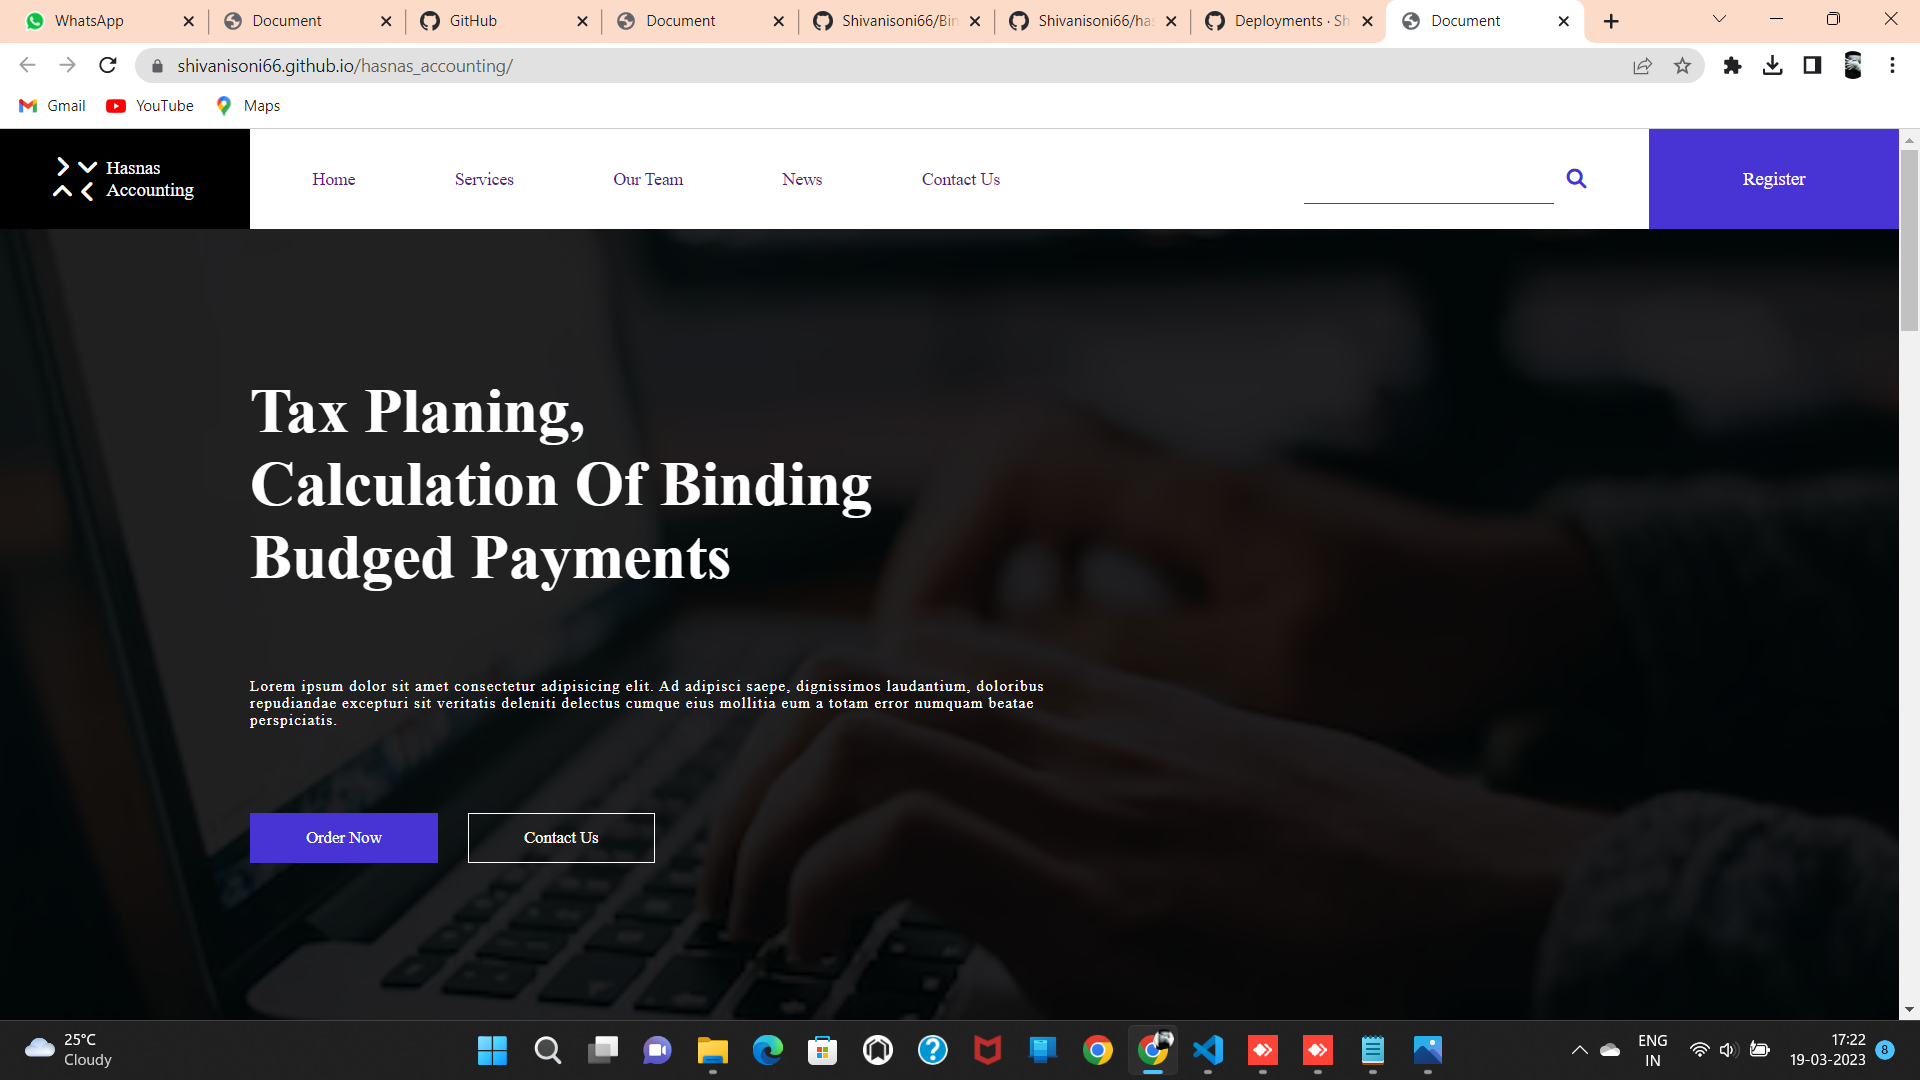 WhatsApp
Document
GitHub
Document
Shivanisoni66/Bin
Shivanisoni66/has
Deployments · Sh
Document
shivanisoni66.github.io/hasnas_accounting/
Gmail
YouTube
Maps
Hasnas
Accounting
Home
Services
Our Team
News
Contact Us
Register
Tax Planing,
Calculation Of Binding
Budged Payments
Lorem ipsum dolor sit amet consectetur adipisicing elit. Ad adipisci saepe, dignissimos laudantium, doloribus
repudiandae excepturi sit veritatis deleniti delectus cumque eius mollitia eum a totam error numquam beatae
perspiciatis.
Order Now
Contact Us
25°C
Cloudy
ENG
IN
17:22
19-03-2023
8